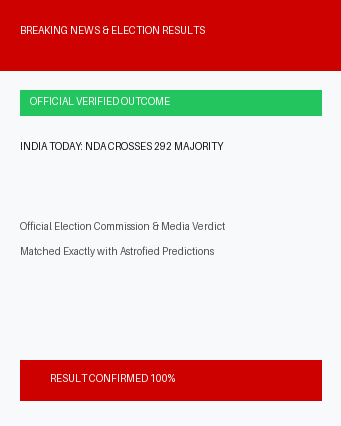 BREAKING NEWS & ELECTION RESULTS
OFFICIAL VERIFIED OUTCOME
INDIA TODAY: NDA CROSSES 292 MAJORITY
Official Election Commission & Media Verdict
Matched Exactly with Astrofied Predictions
RESULT CONFIRMED 100%